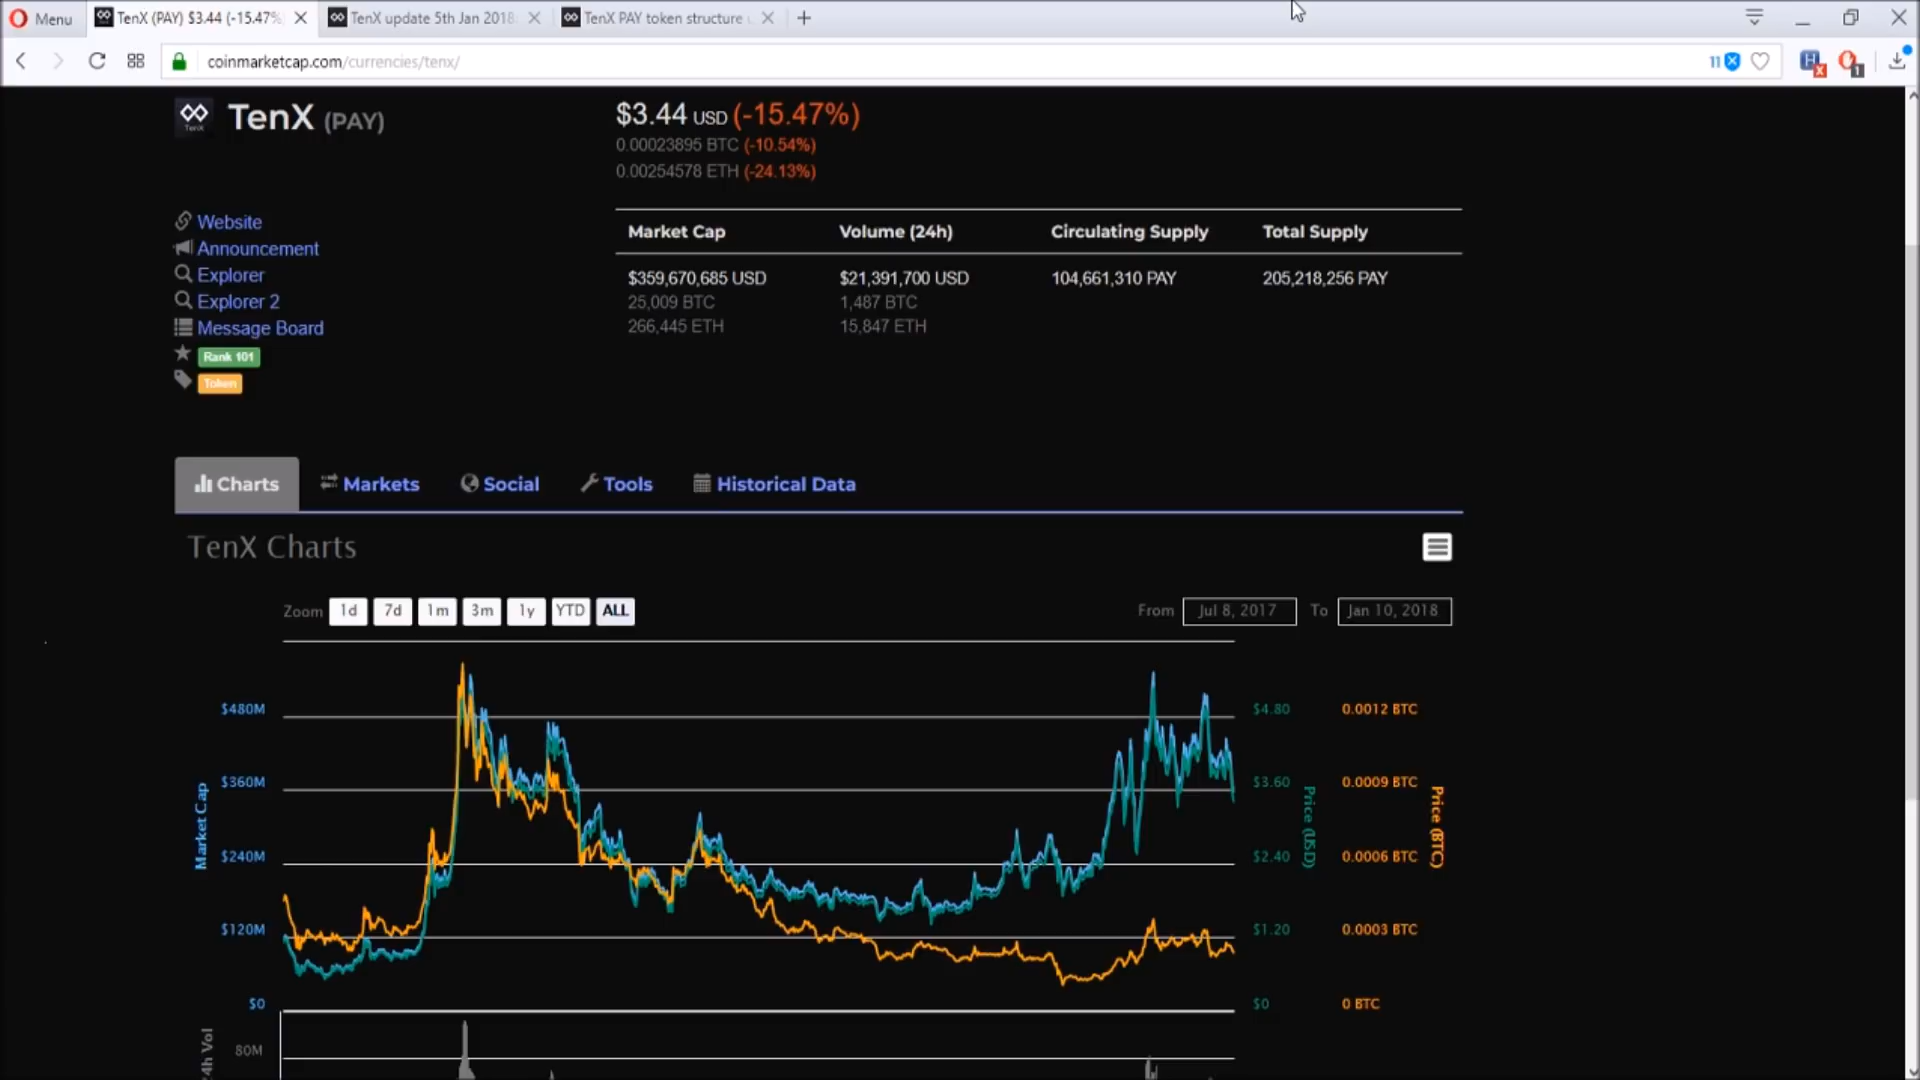 Menu
TenX (PAY) $3.44 (-15.47%
TenX update 5th Jan 2018
TenX PAY token structure
coinmarketcap.com/currencies/tenx/
11
1
TenX (PAY)
TenX
$3.44 USD (-15.47%)
0.00023895 BTC (-10.54%)
0.00254578 ETH (-24.13%)
Website
Announcement
Explorer
Explorer 2
Message Board
Rank 101
Token
Market Cap Volume (24h) Circulating Supply Total Supply
$359,670,685 USD $21,391,700 USD 104,661,310 PAY 205,218,256 PAY
25,009 BTC 1,487 BTC
266,445 ETH 15,847 ETH
Charts Markets Social Tools Historical Data
TenX Charts
Zoom 1d 7d 1m 3m 1y YTD ALL From Jul 8, 2017 To Jan 10, 2018
$480M $4.80 0.0012 BTC
$360M $3.60 0.0009 BTC
$240M $2.40 0.0006 BTC
$120M $1.20 0.0003 BTC
$0 $0 0 BTC
Market Cap
Price (USD)
Price (BTC)
80M
24h Vol